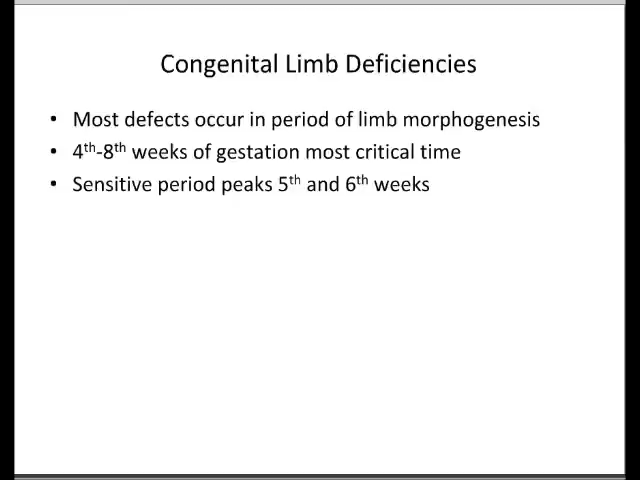 Congenital Limb Deficiencies
• Most defects occur in period of limb morphogenesis
• 4th-8th weeks of gestation most critical time
• Sensitive period peaks 5th and 6th weeks